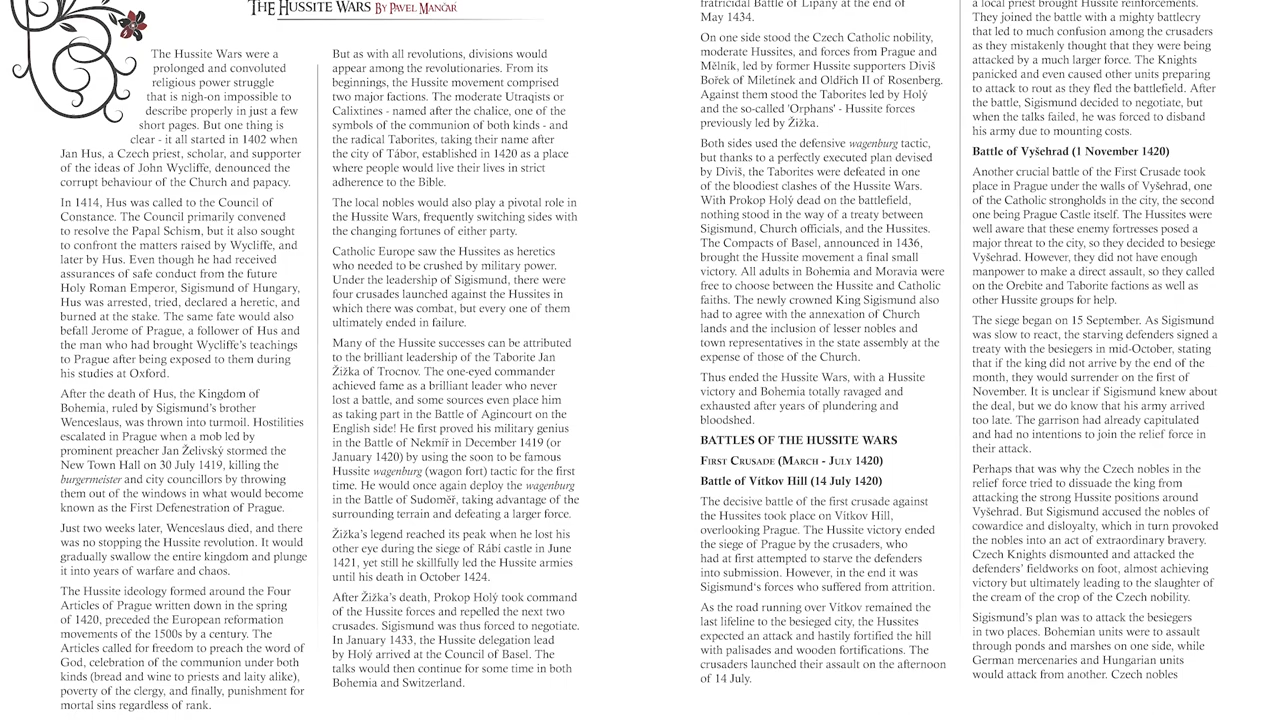 THE HUSSITE WARS BY PAVEL MANČAŘ
The Hussite Wars were a
prolonged and convoluted
religious power struggle
that is nigh-on impossible to
describe properly in just a few
short pages. But one thing is
clear - it all started in 1402 when
Jan Hus, a Czech priest, scholar, and supporter
of the ideas of John Wycliffe, denounced the
corrupt behaviour of the Church and papacy.
In 1414, Hus was called to the Council of
Constance. The Council primarily convened
to resolve the Papal Schism, but it also sought
to confront the matters raised by Wycliffe, and
later by Hus. Even though he had received
assurances of safe conduct from the future
Holy Roman Emperor, Sigismund of Hungary,
Hus was arrested, tried, declared a heretic, and
burned at the stake. The same fate would also
befall Jerome of Prague, a follower of Hus and
the man who had brought Wycliffe's teachings
to Prague after being exposed to them during
his studies at Oxford.
After the death of Hus, the Kingdom of
Bohemia, ruled by Sigismund's brother
Wenceslaus, was thrown into turmoil. Hostilities
escalated in Prague when a mob led by
prominent preacher Jan Želivský stormed the
New Town Hall on 30 July 1419, killing the
burgermeister and city councillors by throwing
them out of the windows in what would become
known as the First Defenestration of Prague.
Just two weeks later, Wenceslaus died, and there
was no stopping the Hussite revolution. It would
gradually swallow the entire kingdom and plunge
it into years of warfare and chaos.
The Hussite ideology formed around the Four
Articles of Prague written down in the spring
of 1420, preceded the European reformation
movements of the 1500s by a century. The
Articles called for freedom to preach the word of
God, celebration of the communion under both
kinds (bread and wine to priests and laity alike),
poverty of the clergy, and finally, punishment for
mortal sins regardless of rank.
But as with all revolutions, divisions would
appear among the revolutionaries. From its
beginnings, the Hussite movement comprised
two major factions. The moderate Utraqists or
Calixtines - named after the chalice, one of the
symbols of the communion of both kinds - and
the radical Taborites, taking their name after
the city of Tábor, established in 1420 as a place
where people would live their lives in strict
adherence to the Bible.
The local nobles would also play a pivotal role in
the Hussite Wars, frequently switching sides with
the changing fortunes of either party.
Catholic Europe saw the Hussites as heretics
who needed to be crushed by military power.
Under the leadership of Sigismund, there were
four crusades launched against the Hussites in
which there was combat, but every one of them
ultimately ended in failure.
Many of the Hussite successes can be attributed
to the brilliant leadership of the Taborite Jan
Žižka of Trocnov. The one-eyed commander
achieved fame as a brilliant leader who never
lost a battle, and some sources even place him
as taking part in the Battle of Agincourt on the
English side! He first proved his military genius
in the Battle of Nekmíř in December 1419 (or
January 1420) by using the soon to be famous
Hussite wagenburg (wagon fort) tactic for the first
time. He would once again deploy the wagenburg
in the Battle of Sudoměř, taking advantage of the
surrounding terrain and defeating a larger force.
Žižka's legend reached its peak when he lost his
other eye during the siege of Rábí castle in June
1421, yet still he skillfully led the Hussite armies
until his death in October 1424.
After Žižka's death, Prokop Holý took command
of the Hussite forces and repelled the next two
crusades. Sigismund was thus forced to negotiate.
In January 1433, the Hussite delegation lead
by Holý arrived at the Council of Basel. The
talks would then continue for some time in both
Bohemia and Switzerland.
fratricidal Battle of Lipany at the end of
May 1434.
On one side stood the Czech Catholic nobility,
moderate Hussites, and forces from Prague and
Mělník, led by former Hussite supporters Diviš
Bořek of Miletínek and Oldřich II of Rosenberg.
Against them stood the Taborites led by Holý
and the so-called 'Orphans' - Hussite forces
previously led by Žižka.
Both sides used the defensive wagenburg tactic,
but thanks to a perfectly executed plan devised
by Diviš, the Taborites were defeated in one
of the bloodiest clashes of the Hussite Wars.
With Prokop Holý dead on the battlefield,
nothing stood in the way of a treaty between
Sigismund, Church officials, and the Hussites.
The Compacts of Basel, announced in 1436,
brought the Hussite movement a final small
victory. All adults in Bohemia and Moravia were
free to choose between the Hussite and Catholic
faiths. The newly crowned King Sigismund also
had to agree with the annexation of Church
lands and the inclusion of lesser nobles and
town representatives in the state assembly at the
expense of those of the Church.
Thus ended the Hussite Wars, with a Hussite
victory and Bohemia totally ravaged and
exhausted after years of plundering and
bloodshed.
BATTLES OF THE HUSSITE WARS
FIRST CRUSADE (MARCH - JULY 1420)
Battle of Vítkov Hill (14 July 1420)
The decisive battle of the first crusade against
the Hussites took place on Vítkov Hill,
overlooking Prague. The Hussite victory ended
the siege of Prague by the crusaders, who
had at first attempted to starve the defenders
into submission. However, in the end it was
Sigismund's forces who suffered from attrition.
As the road running over Vítkov remained the
last lifeline to the besieged city, the Hussites
expected an attack and hastily fortified the hill
with palisades and wooden fortifications. The
crusaders launched their assault on the afternoon
of 14 July.
a local priest brought Hussite reinforcements.
They joined the battle with a mighty battlecry
that led to much confusion among the crusaders
as they mistakenly thought that they were being
attacked by a much larger force. The Knights
panicked and even caused other units preparing
to attack to rout as they fled the battlefield. After
the battle, Sigismund decided to negotiate, but
when the talks failed, he was forced to disband
his army due to mounting costs.
Battle of Vyšehrad (1 November 1420)
Another crucial battle of the First Crusade took
place in Prague under the walls of Vyšehrad, one
of the Catholic strongholds in the city, the second
one being Prague Castle itself. The Hussites were
well aware that these enemy fortresses posed a
major threat to the city, so they decided to besiege
Vyšehrad. However, they did not have enough
manpower to make a direct assault, so they called
on the Orebite and Taborite factions as well as
other Hussite groups for help.
The siege began on 15 September. As Sigismund
was slow to react, the starving defenders signed a
treaty with the besiegers in mid-October, stating
that if the king did not arrive by the end of the
month, they would surrender on the first of
November. It is unclear if Sigismund knew about
the deal, but we do know that his army arrived
too late. The garrison had already capitulated
and had no intentions to join the relief force in
their attack.
Perhaps that was why the Czech nobles in the
relief force tried to dissuade the king from
attacking the strong Hussite positions around
Vyšehrad. But Sigismund accused the nobles of
cowardice and disloyalty, which in turn provoked
the nobles into an act of extraordinary bravery.
Czech Knights dismounted and attacked the
defenders' fieldworks on foot, almost achieving
victory but ultimately leading to the slaughter of
the cream of the crop of the Czech nobility.
Sigismund's plan was to attack the besiegers
in two places. Bohemian units were to assault
through ponds and marshes on one side, while
German mercenaries and Hungarian units
would attack from another. Czech nobles